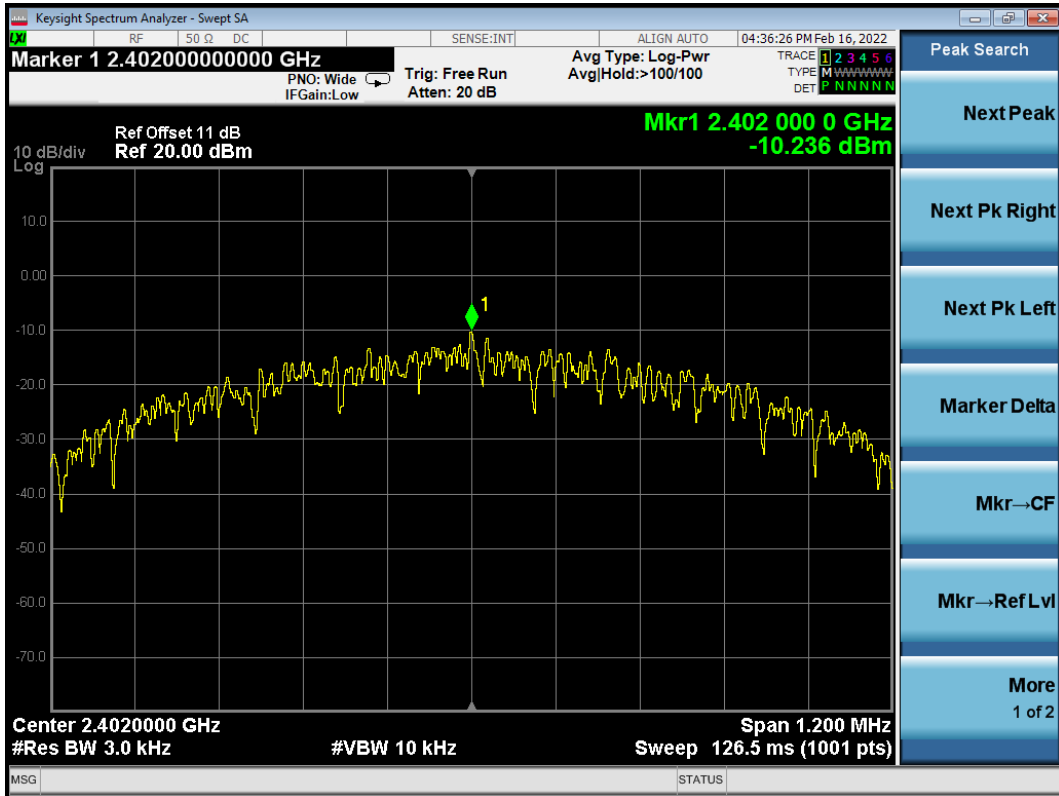 Keysight Spectrum Analyzer - Swept SA
LXI RF 50 Ω DC SENSE:INT ALIGN AUTO 04:36:26 PM Feb 16, 2022
Marker 1 2.402000000000 GHz
PNO: Wide
IFGain:Low
Trig: Free Run
Atten: 20 dB
Avg Type: Log-Pwr
Avg|Hold:>100/100
TRACE 1 2 3 4 5 6
TYPE M WWWWW
DET P N N N N N
Mkr1 2.402 000 0 GHz
-10.236 dBm
Ref Offset 11 dB
10 dB/div Ref 20.00 dBm
Log
10.0
0.00
-10.0
-20.0
-30.0
-40.0
-50.0
-60.0
-70.0
1
Center 2.4020000 GHz Span 1.200 MHz
#Res BW 3.0 kHz #VBW 10 kHz Sweep 126.5 ms (1001 pts)
MSG STATUS
Peak Search
Next Peak
Next Pk Right
Next Pk Left
Marker Delta
Mkr→CF
Mkr→Ref Lvl
More
1 of 2